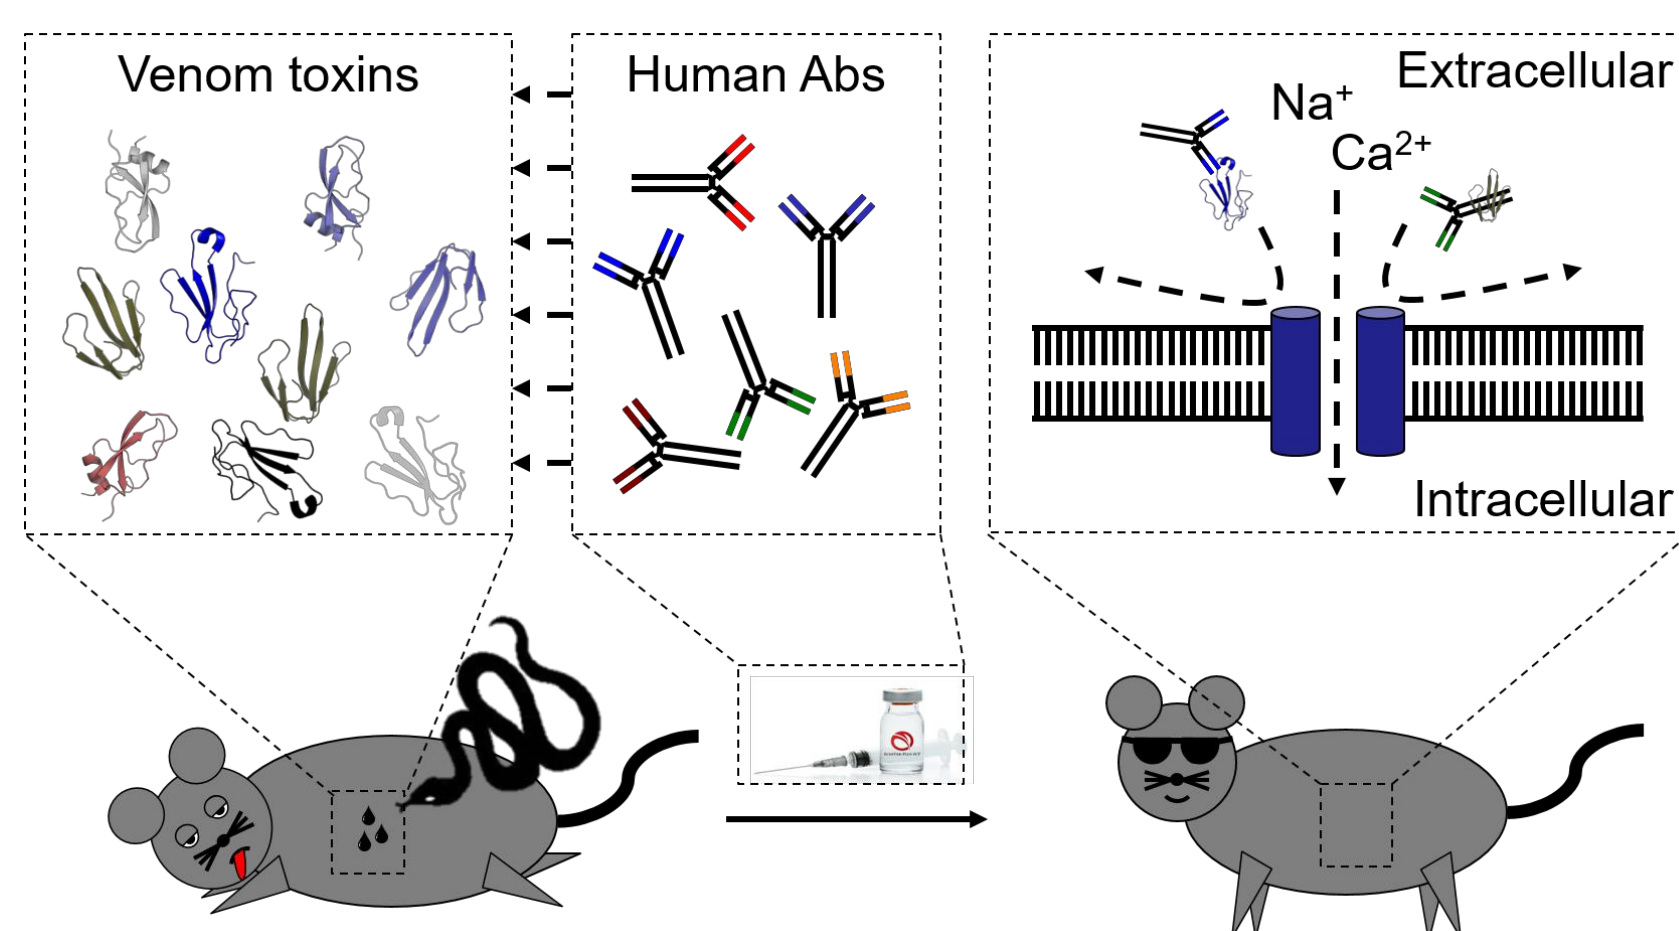 Venom toxins
Human Abs
Extracellular
Na⁺
Ca²⁺
Intracellular